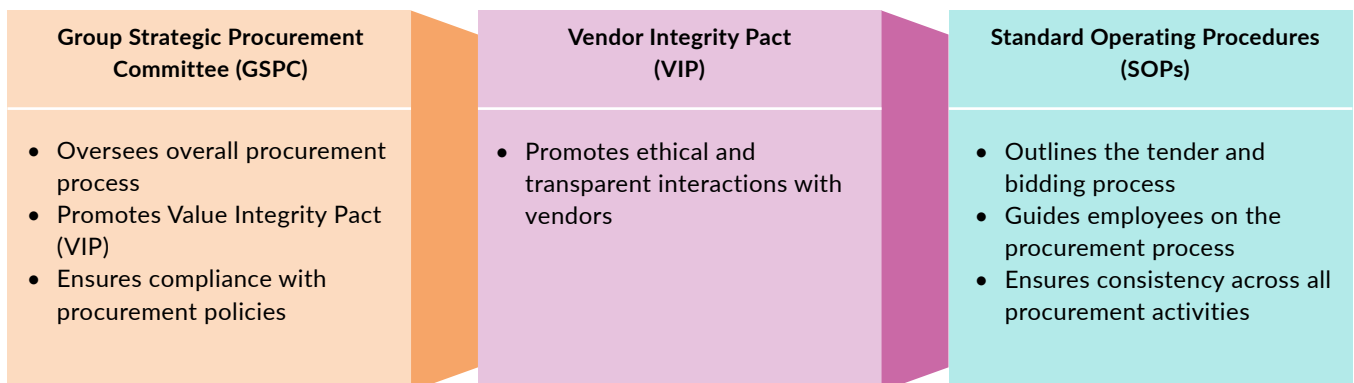 Group Strategic Procurement
Committee (GSPC)
• Oversees overall procurement
process
• Promotes Value Integrity Pact
(VIP)
• Ensures compliance with
procurement policies
Vendor Integrity Pact
(VIP)
• Promotes ethical and
transparent interactions with
vendors
Standard Operating Procedures
(SOPs)
• Outlines the tender and
bidding process
• Guides employees on the
procurement process
• Ensures consistency across all
procurement activities